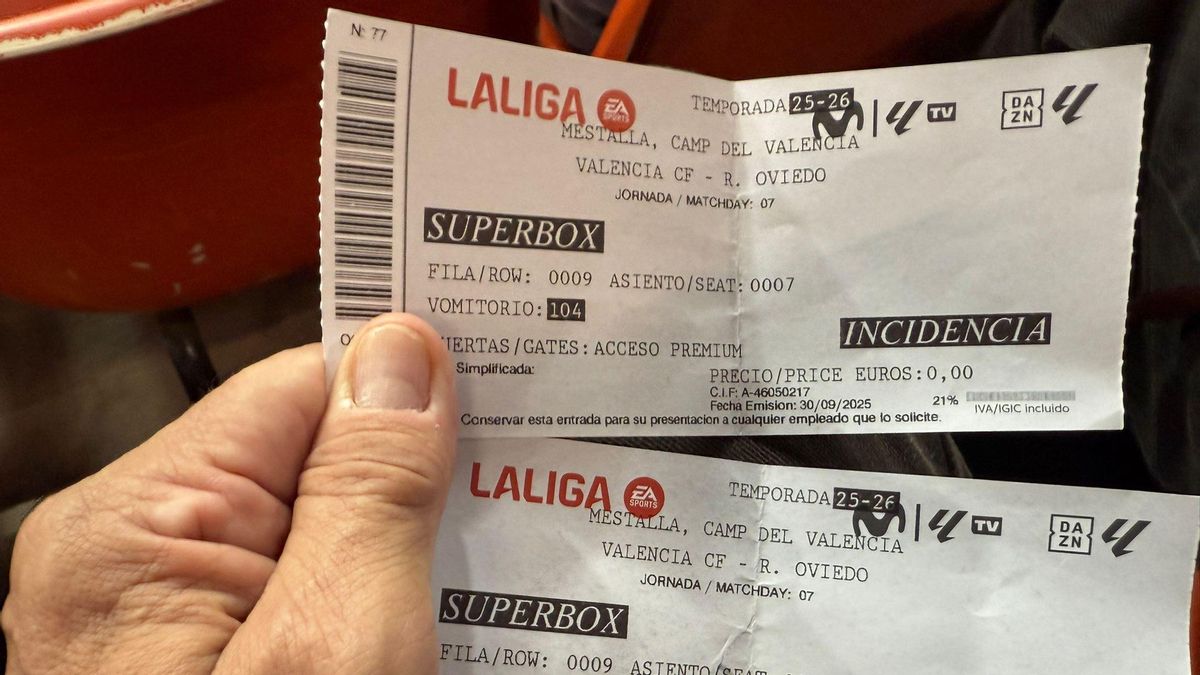 Nº 77
LALIGA EA SPORTS
TEMPORADA 25-26
TV
DAZN
MESTALLA, CAMP DEL VALENCIA
VALENCIA CF - R. OVIEDO
JORNADA / MATCHDAY: 07
SUPERBOX
FILA/ROW: 0009 ASIENTO/SEAT: 0007
VOMITORIO: 104
INCIDENCIA
UERTAS/GATES: ACCESO PREMIUM
Simplificada:
PRECIO/PRICE EUROS: 0,00
C.I.F: A-46050217
Fecha Emision: 30/09/2025
21%
IVA/IGIC incluido
Conservar esta entrada para su presentacion a cualquier empleado que lo solicite.
LALIGA EA SPORTS
TEMPORADA 25-26
TV
DAZN
MESTALLA, CAMP DEL VALENCIA
VALENCIA CF - R. OVIEDO
JORNADA / MATCHDAY: 07
SUPERBOX
FILA/ROW: 0009 ASIENTO/SEAT